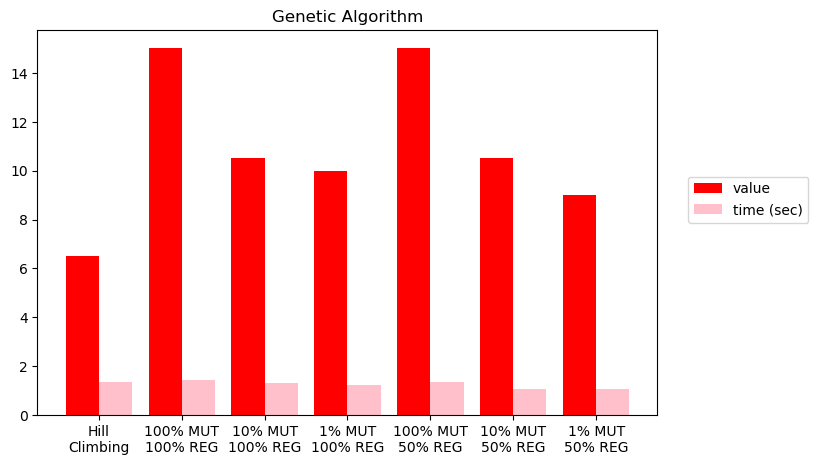 Genetic Algorithm
14
12
10
8
6
4
2
0
Hill
Climbing
100% MUT
100% REG
10% MUT
100% REG
1% MUT
100% REG
100% MUT
50% REG
10% MUT
50% REG
1% MUT
50% REG
value
time (sec)